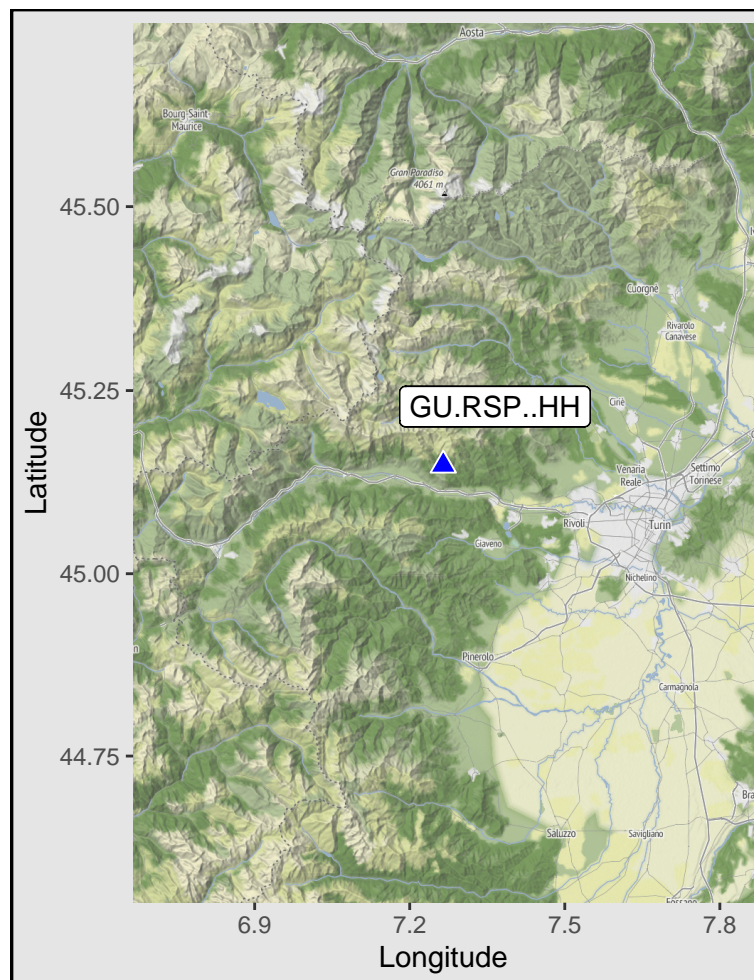 Aosta
Bourg-Saint-
Maurice
Gran Paradiso
4061 m
45.50
Cuorgnè
Rivarolo
Canavese
45.25
GU.RSP..HH
Ciriè
Latitude
Venaria
Reale
Settimo
Torinese
Rivoli
Turin
Giaveno
45.00
Nichelino
Pinerolo
Carmagnola
44.75
Bra
Saluzzo
Savigliano
Fossano
6.9
7.2
7.5
7.8
Longitude